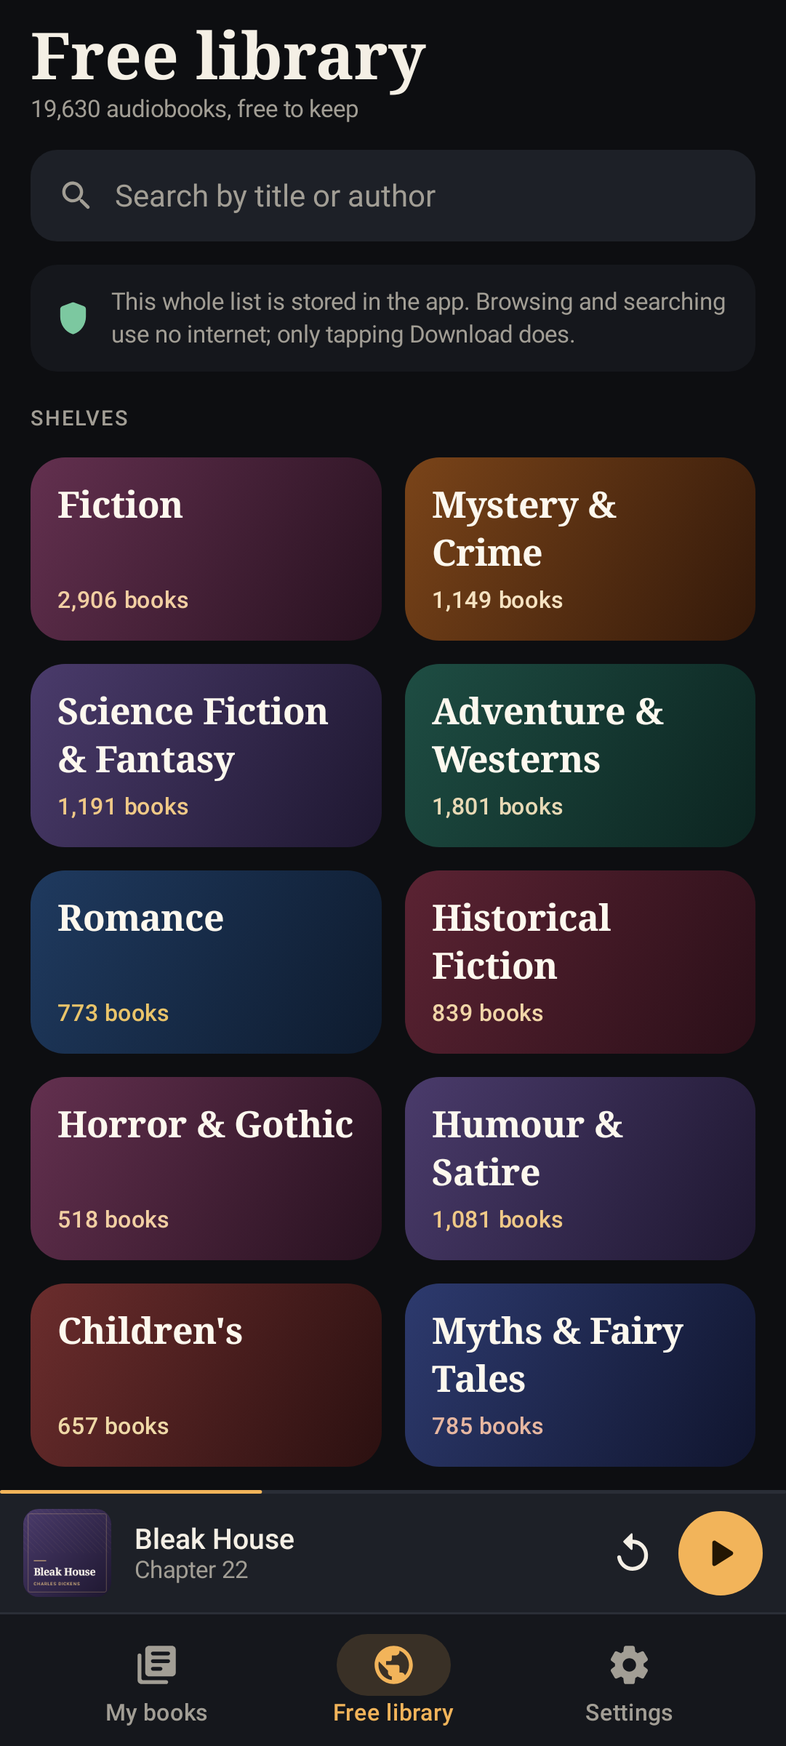 Free library
19,630 audiobooks, free to keep
Search by title or author
This whole list is stored in the app. Browsing and searching
use no internet; only tapping Download does.
SHELVES
Fiction
2,906 books
Mystery &
Crime
1,149 books
Science Fiction
& Fantasy
1,191 books
Adventure &
Westerns
1,801 books
Romance
773 books
Historical
Fiction
839 books
Horror & Gothic
518 books
Humour &
Satire
1,081 books
Children's
657 books
Myths & Fairy
Tales
785 books
Bleak House
CHARLES DICKENS
Bleak House
Chapter 22
My books
Free library
Settings